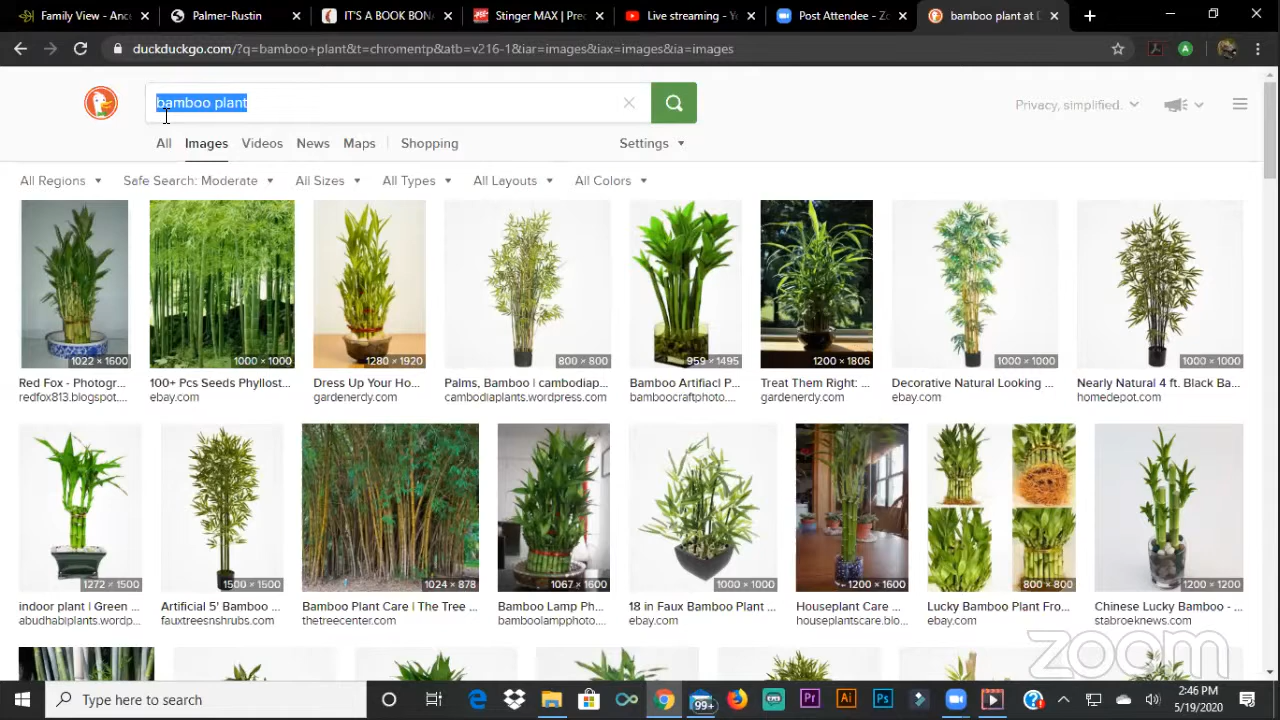 Family View - Anc
Palmer-Rustin
IT'S A BOOK BON
Stinger MAX | Pre
Live streaming - Y
Post Attendee - Zo
bamboo plant at D
duckduckgo.com/?q=bamboo+plant&t=chromentp&atb=v216-1&iar=images&iax=images&ia=images
bamboo plant
Privacy, simplified.
All Images Videos News Maps Shopping Settings
All Regions Safe Search: Moderate All Sizes All Types All Layouts All Colors
1022 × 1600
1000 × 1000
1280 × 1920
800 × 800
959 × 1495
1200 × 1806
1000 × 1000
1000 × 1000
Red Fox - Photogr...
100+ Pcs Seeds Phyllost...
Dress Up Your Ho...
Palms, Bamboo | cambodiap...
Bamboo Artifiacl P...
Treat Them Right: ...
Decorative Natural Looking ...
Nearly Natural 4 ft. Black Ba...
redfox813.blogspot....
ebay.com
gardenerdy.com
cambodiaplants.wordpress.com
bamboocraftphoto....
gardenerdy.com
ebay.com
homedepot.com
1272 × 1500
1500 × 1500
1024 × 878
1067 × 1600
1000 × 1000
1200 × 1600
800 × 800
1200 × 1200
indoor plant | Green ...
Artificial 5' Bamboo ...
Bamboo Plant Care | The Tree ...
Bamboo Lamp Ph...
18 in Faux Bamboo Plant ...
Houseplant Care ...
Lucky Bamboo Plant Fro...
Chinese Lucky Bamboo - ...
abudhabiplants.wordp...
fauxtreesnshrubs.com
thetreecenter.com
boboolampphoto....
ebay.com
houseplantscare.blo...
ebay.com
stabroeknews.com
zoom
Type here to search
99+
Pr
Ai
Ps
2:46 PM
5/19/2020